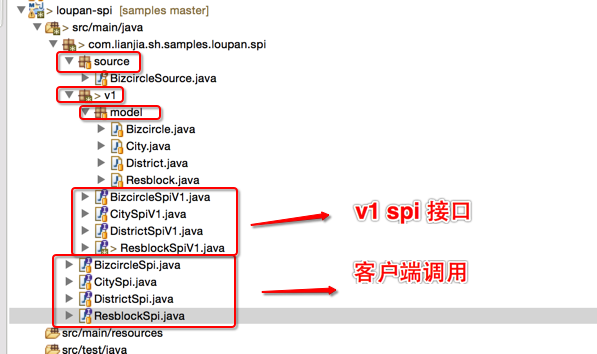 loupan-spi [samples master]
> src/main/java
> com.lianjia.sh.samples.loupan.spi
source
BizcircleSource.java
> v1
model
Bizcircle.java
City.java
District.java
Resblock.java
BizcircleSpiV1.java
CitySpiV1.java
DistrictSpiV1.java
> ResblockSpiV1.java
v1 spi 接口
BizcircleSpi.java
CitySpi.java
DistrictSpi.java
ResblockSpi.java
客户端调用
src/main/resources
src/test/java